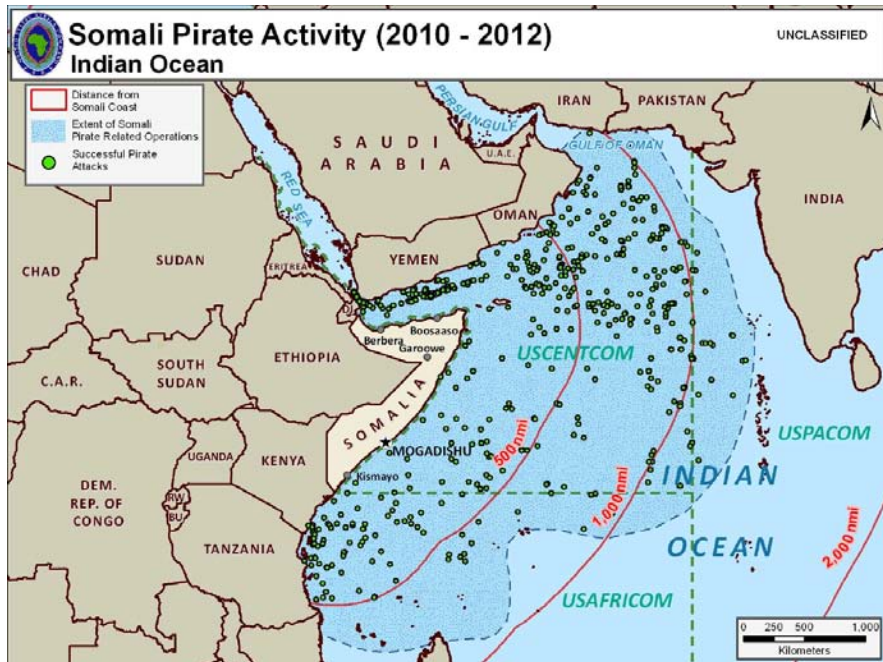 Somali Pirate Activity (2010 - 2012)
Indian Ocean
UNCLASSIFIED
Distance from
Somali Coast
Extent of Somali
Pirate Related Operations
Successful Pirate
Attacks
N
IRAN
PAKISTAN
PERSIAN GULF
SAUDI
ARABIA
U.A.E.
GULF OF OMAN
RED SEA
OMAN
INDIA
CHAD
SUDAN
ERITREA
YEMEN
DJ.
Berbera
Boosaaso
Garoowe
ETHIOPIA
USCENTCOM
C.A.R.
SOUTH
SUDAN
SOMALIA
MOGADISHU
USPACOM
500 nmi
UGANDA
KENYA
Kismayo
INDIAN
DEM.
REP. OF
CONGO
RW.
BU.
1,000 nmi
2,000 nmi
OCEAN
TANZANIA
USAFRICOM
0 250 500 1,000
Kilometers